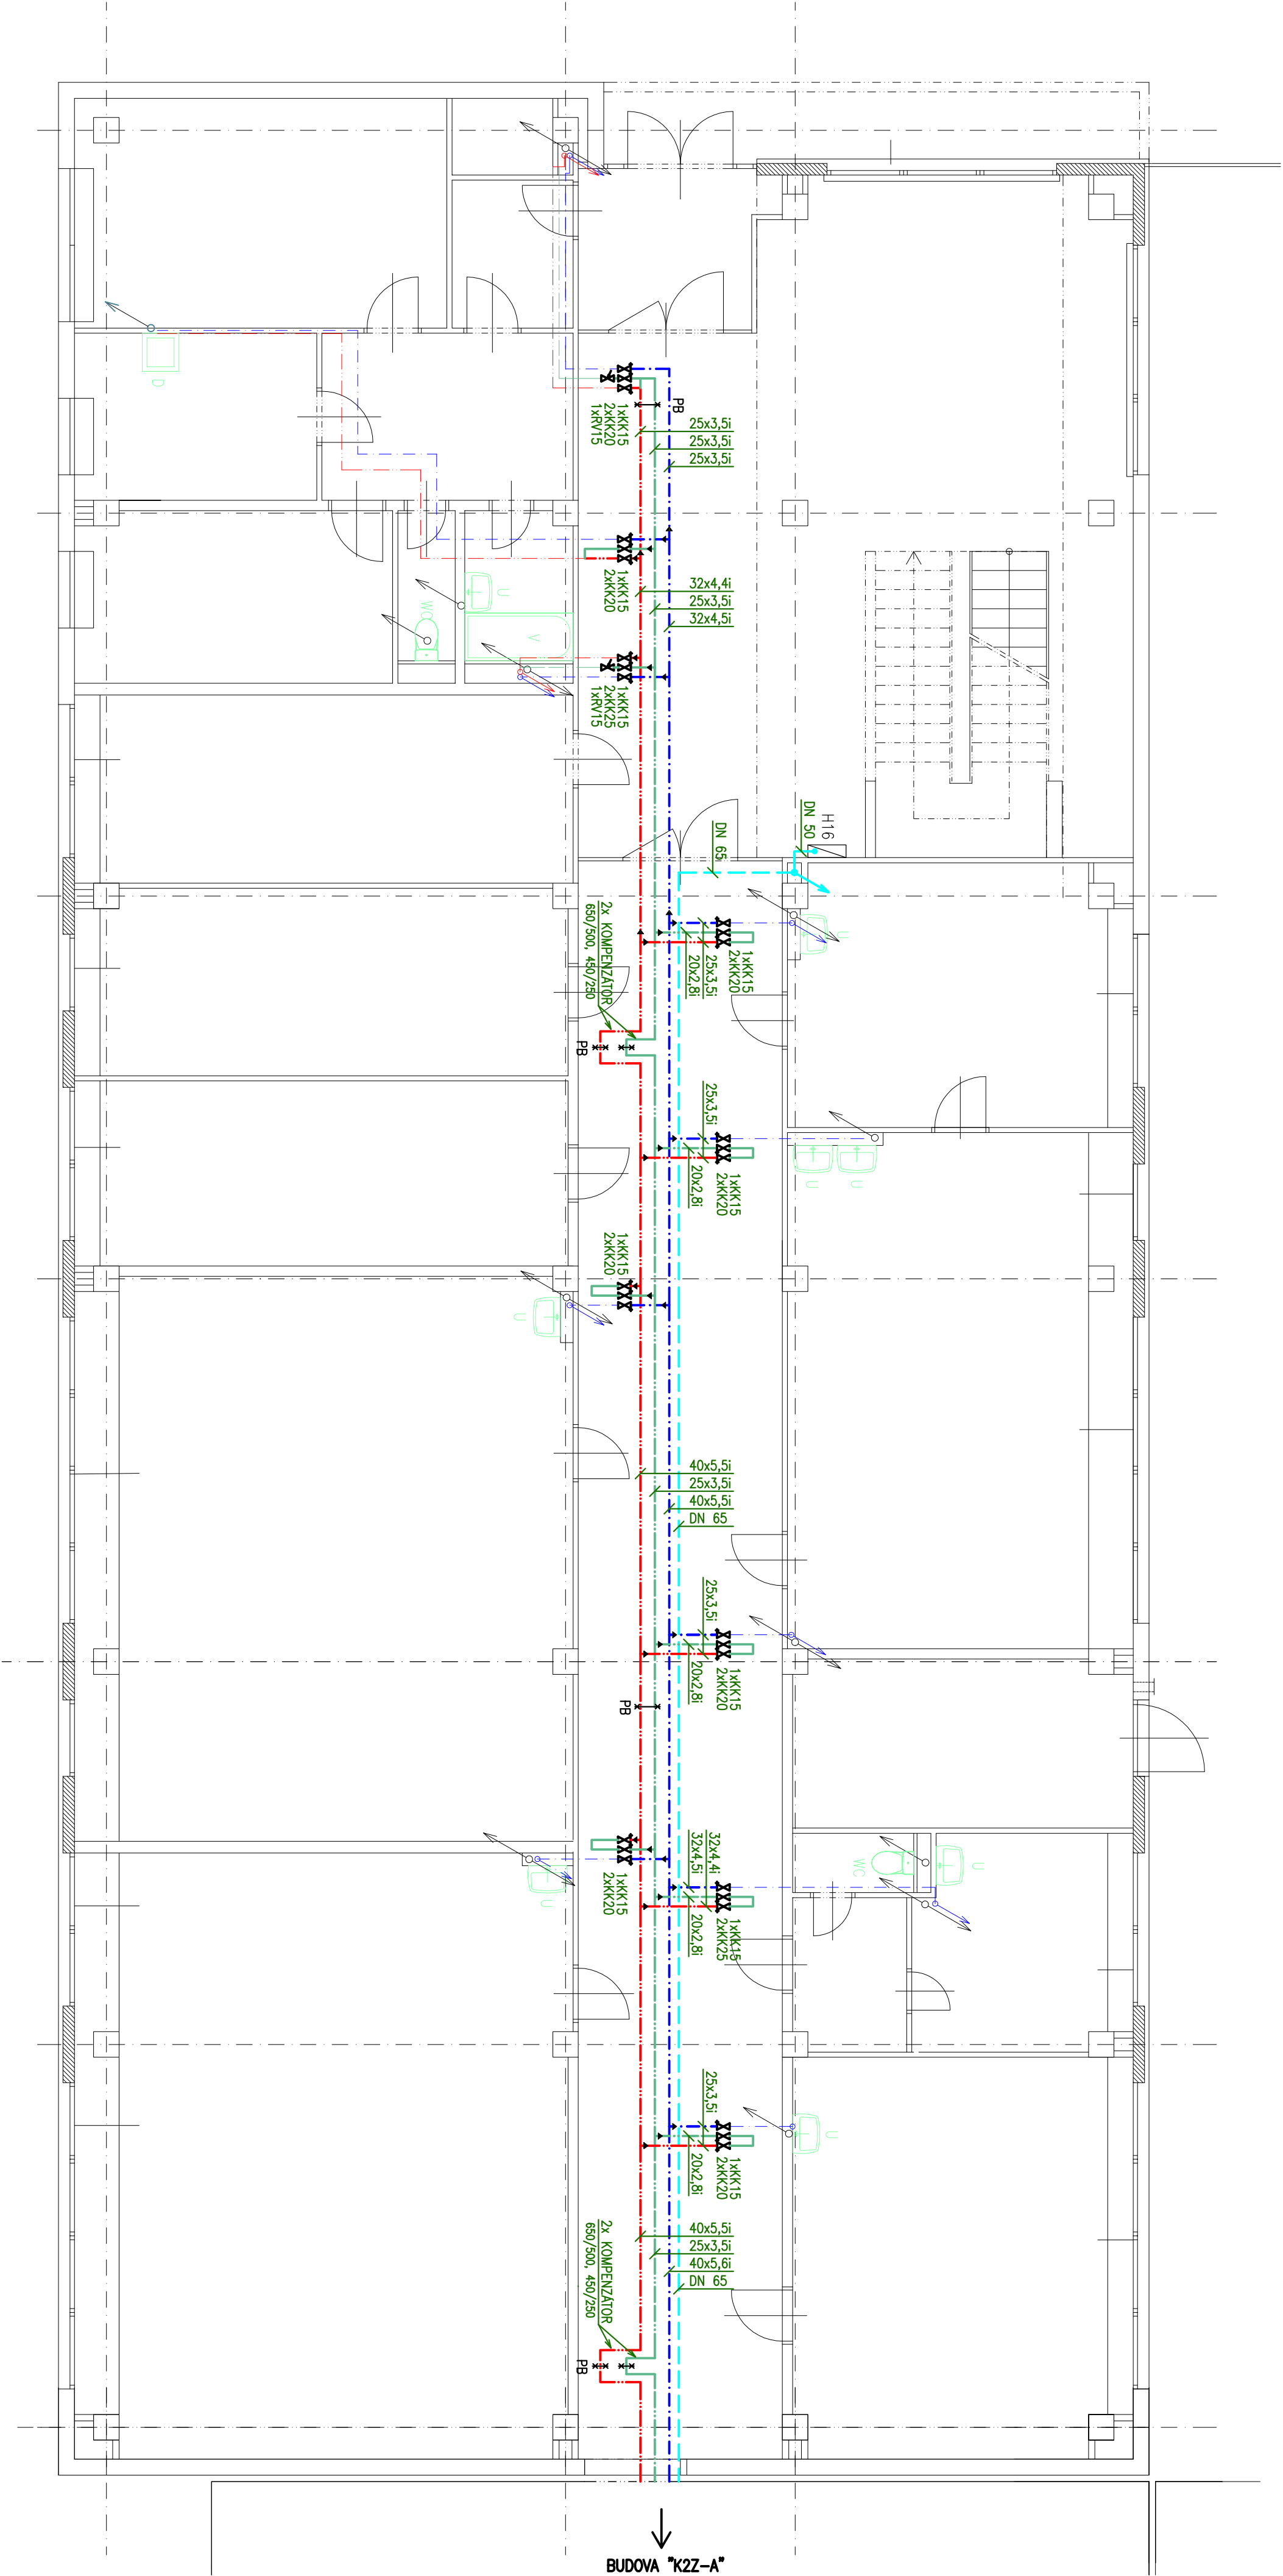 PB
25x3,5i
25x3,5i
25x3,5i
1xKK15
2xKK20
1xRV15
D
1xKK15
2xKK20
32x4,4i
25x3,5i
32x4,5i
U
WC
V
1xKK15
2xKK25
1xRV15
H16
DN 50
DN 65
U
2x KOMPENZÁTOR
650/500, 450/250
PB
1xKK15
2xKK20
25x3,5i
20x2,8i
25x3,5i
20x2,8i
1xKK15
2xKK20
U
U
1xKK15
2xKK20
U
40x5,5i
25x3,5i
40x5,5i
DN 65
25x3,5i
20x2,8i
1xKK15
2xKK20
PB
32x4,4i
32x4,5i
20x2,8i
1xKK15
2xKK25
1xKK15
2xKK20
U
WC
U
25x3,5i
20x2,8i
1xKK15
2xKK20
U
40x5,5i
25x3,5i
40x5,6i
DN 65
2x KOMPENZÁTOR
650/500, 450/250
PB
BUDOVA "K2Z-A"